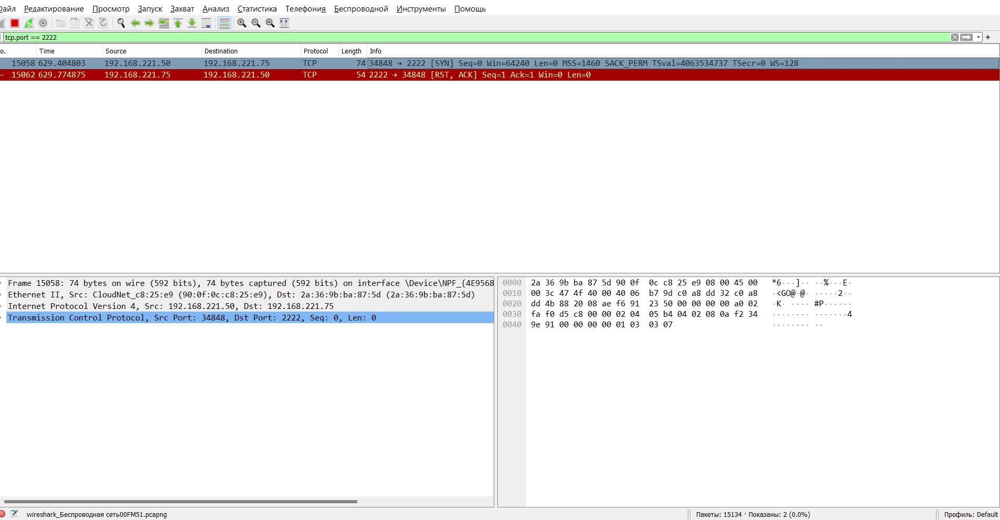 Файл Редактирование Просмотр Запуск Захват Анализ Статистика Телефония Беспроводной Инструменты Помощь
tcp.port == 2222
o. Time Source Destination Protocol Length Info
15058 629.404803 192.168.221.50 192.168.221.75 TCP 74 34848 → 2222 [SYN] Seq=0 Win=64240 Len=0 MSS=1460 SACK_PERM TSval=4063534737 TSecr=0 WS=128
15062 629.774875 192.168.221.75 192.168.221.50 TCP 54 2222 → 34848 [RST, ACK] Seq=1 Ack=1 Win=0 Len=0
Frame 15058: 74 bytes on wire (592 bits), 74 bytes captured (592 bits) on interface \Device\NPF_{4E9568
Ethernet II, Src: CloudNet_c8:25:e9 (90:0f:0c:c8:25:e9), Dst: 2a:36:9b:ba:87:5d (2a:36:9b:ba:87:5d)
Internet Protocol Version 4, Src: 192.168.221.50, Dst: 192.168.221.75
Transmission Control Protocol, Src Port: 34848, Dst Port: 2222, Seq: 0, Len: 0
0000 2a 36 9b ba 87 5d 90 0f 0c c8 25 e9 08 00 45 00 *6···]·· ··%···E·
0010 00 3c 47 4f 40 00 40 06 b7 9d c0 a8 dd 32 c0 a8 ·<GO@·@· ·····2··
0020 dd 4b 88 20 08 ae f6 91 23 50 00 00 00 00 a0 02 ·K· ···· #P······
0030 fa f0 d5 c8 00 00 02 04 05 b4 04 02 08 0a f2 34 ········ ·······4
0040 9e 91 00 00 00 00 01 03 03 07 ········ ··
wireshark_Беспроводная сеть00FM51.pcapng Пакеты: 15134 · Показаны: 2 (0.0%) Профиль: Default